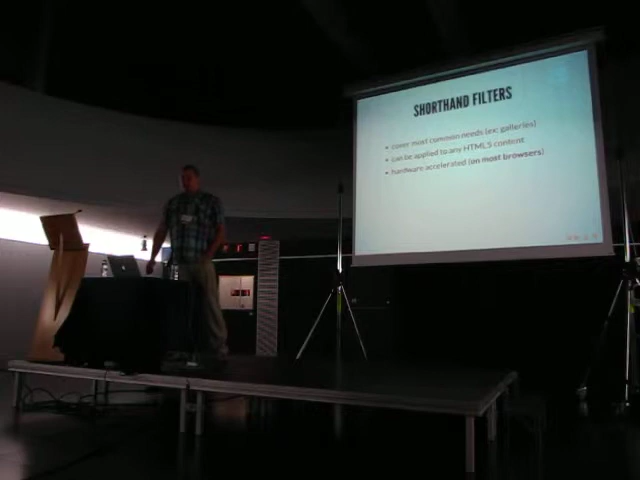 SHORTHAND FILTERS
cover most common needs (ex: galleries)
can be applied to any HTML5 content
hardware accelerated (on most browsers)